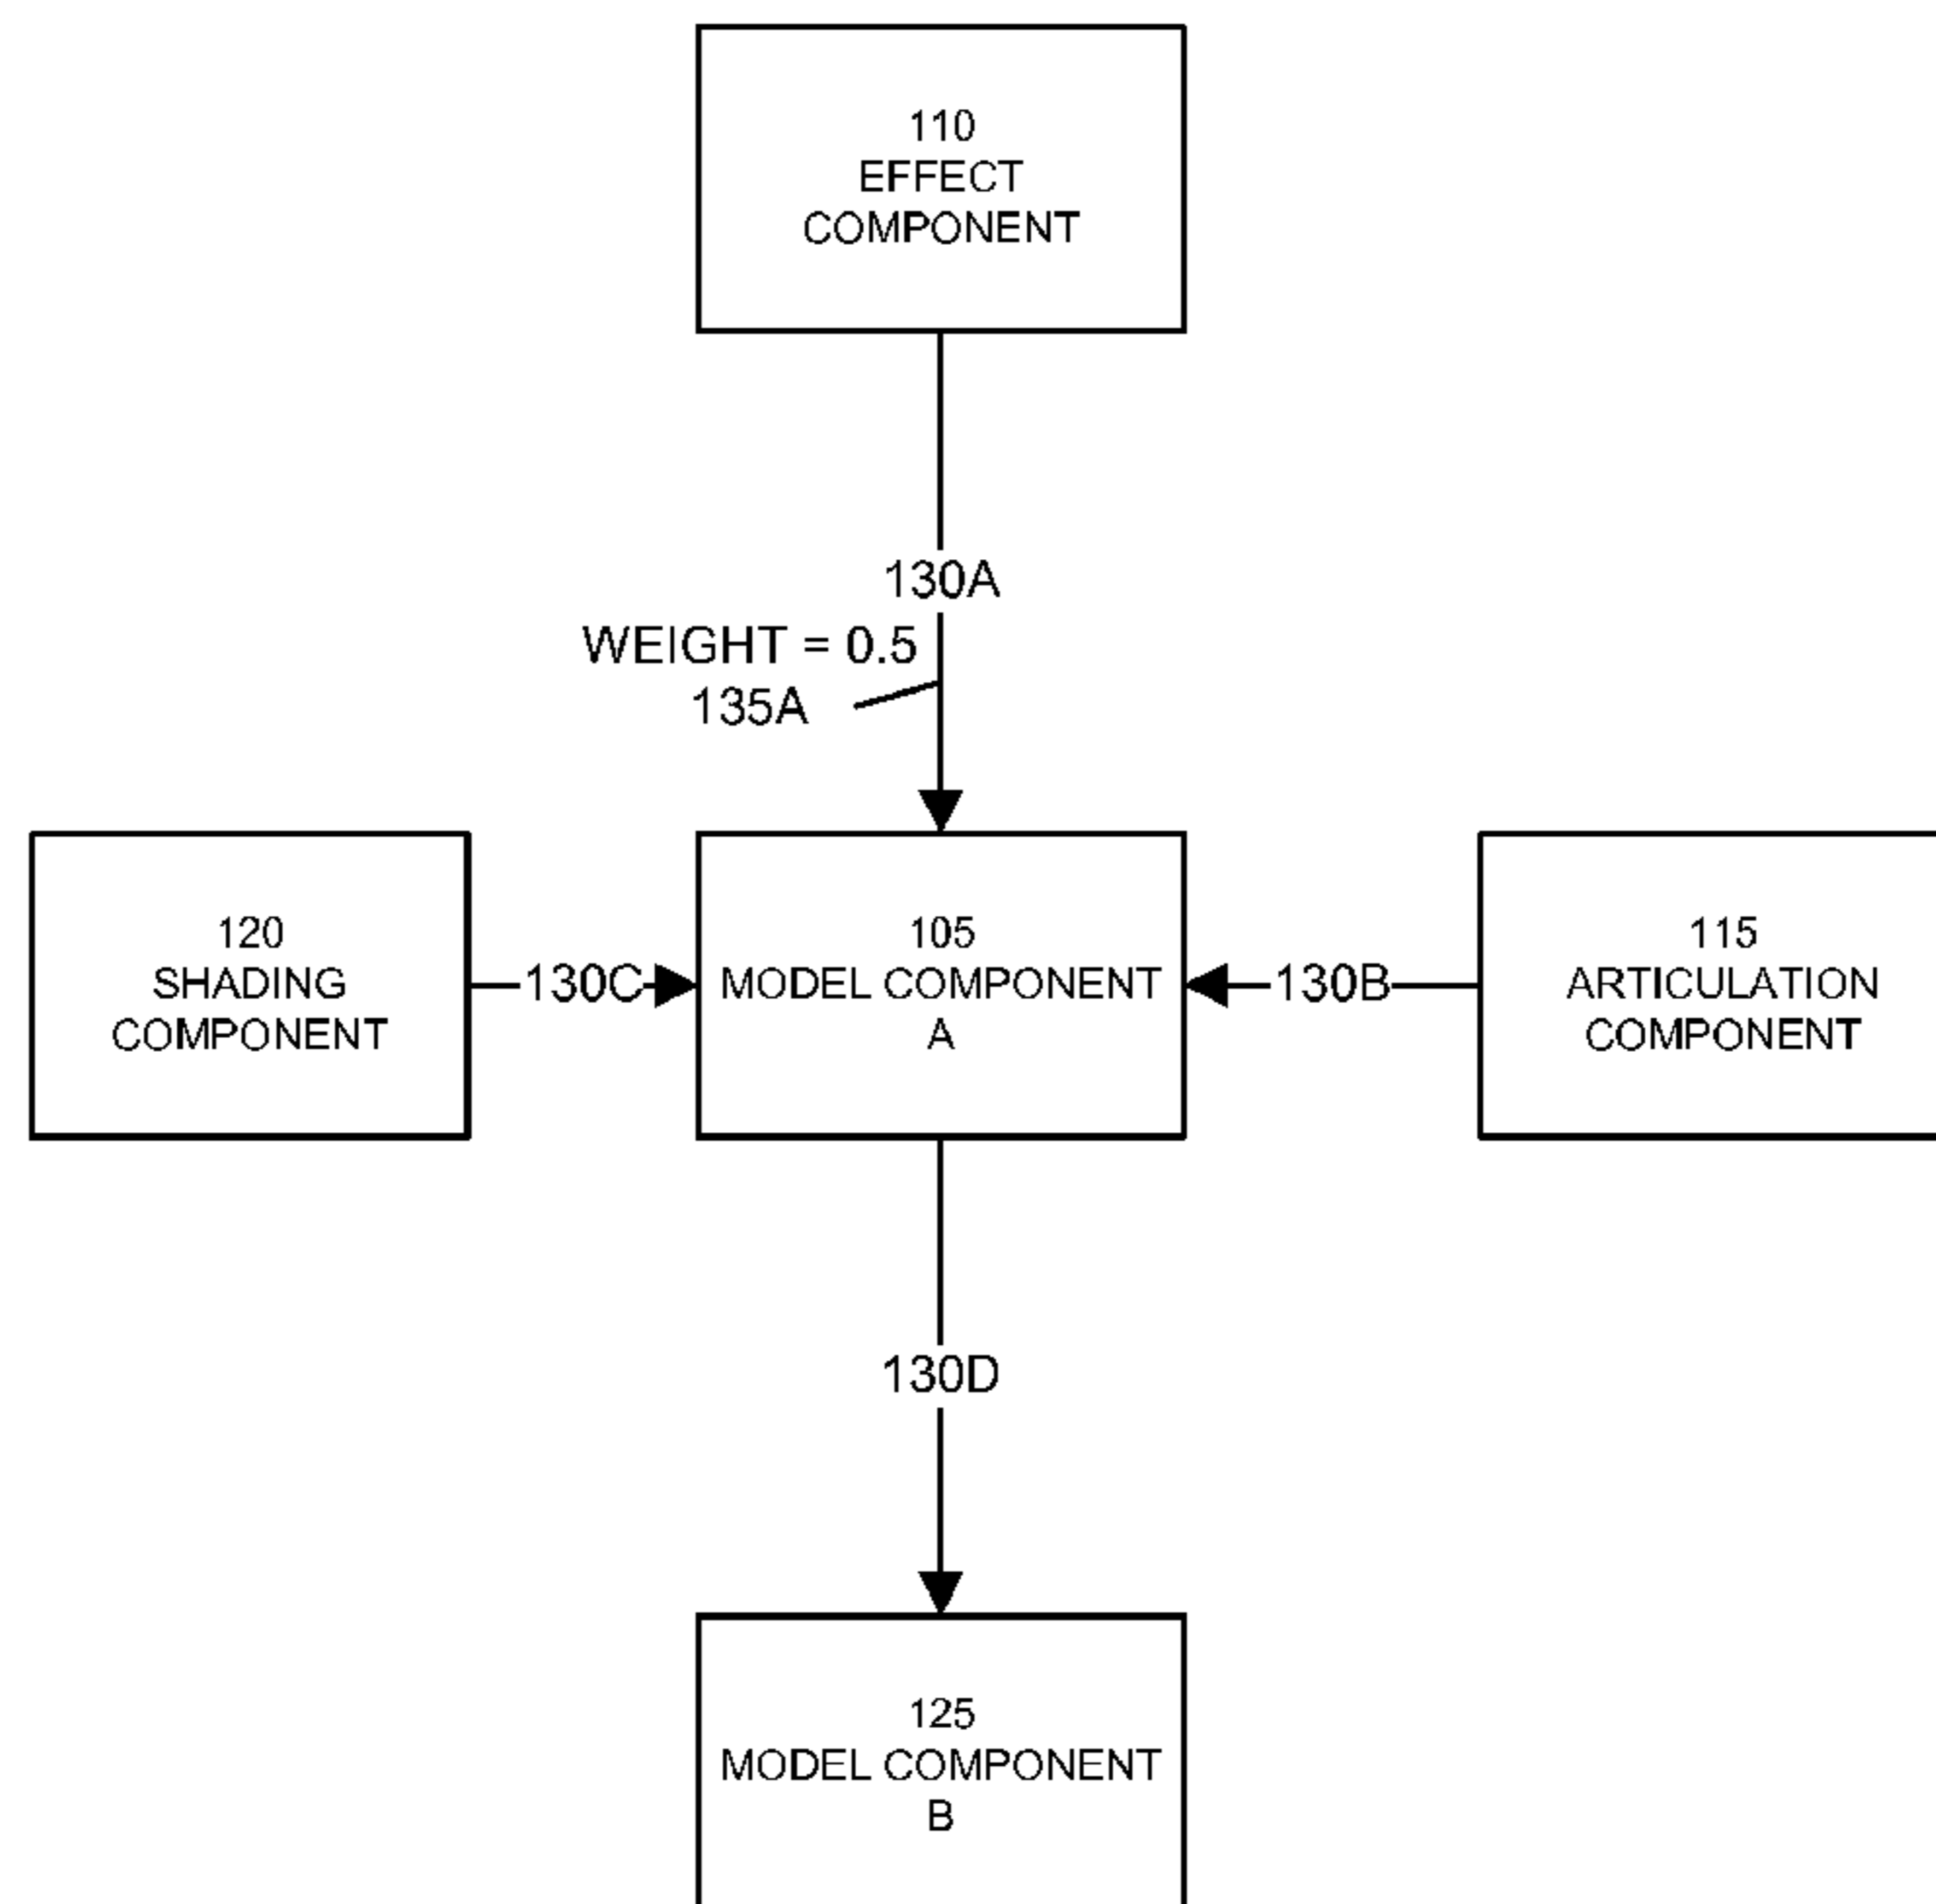 110
EFFECT
COMPONENT
130A
WEIGHT = 0.5
135A
120
SHADING
COMPONENT
130C
105
MODEL COMPONENT
A
130B
115
ARTICULATION
COMPONENT
130D
125
MODEL COMPONENT
B